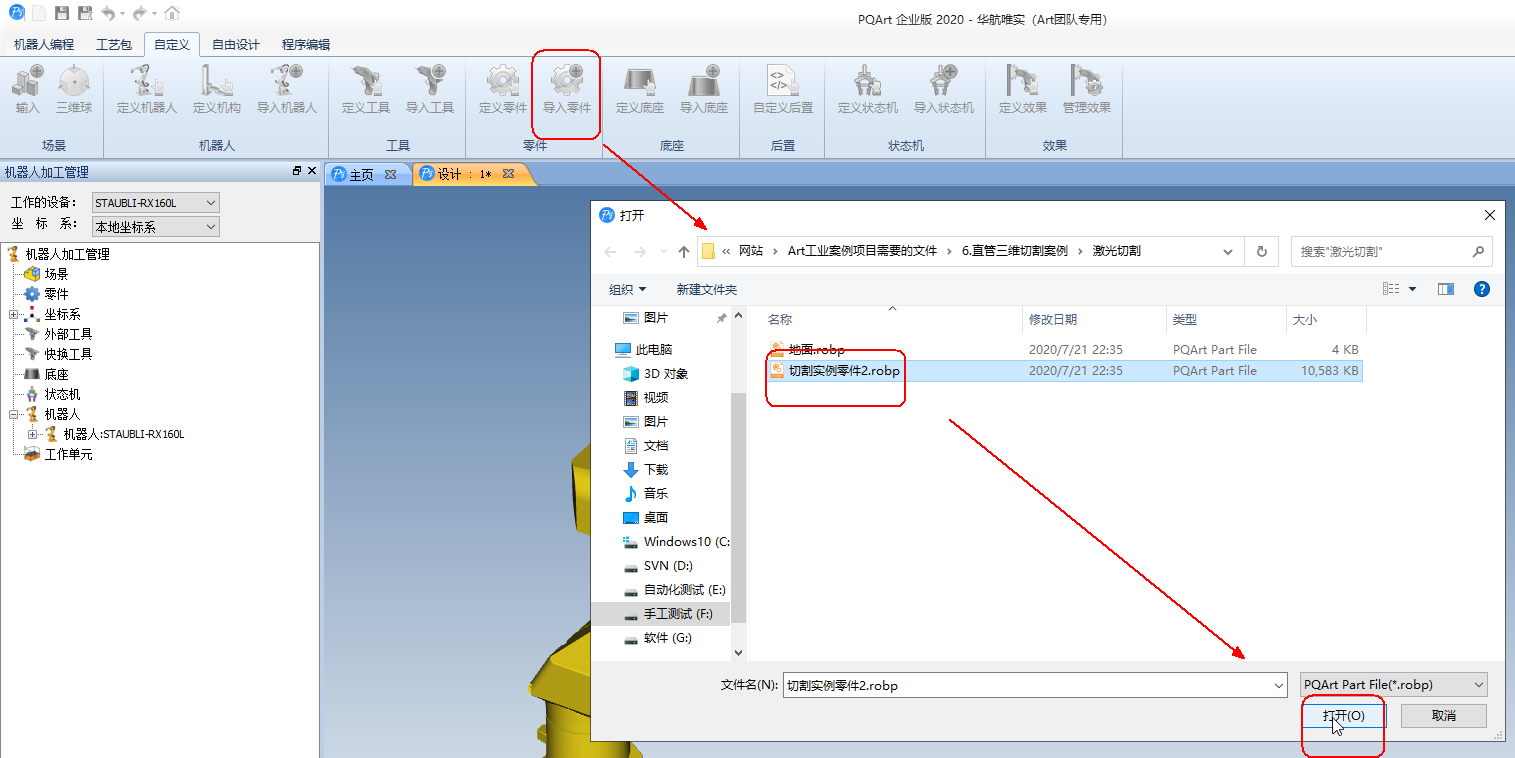 PQArt 企业版 2020 - 华航唯实（Art团队专用）
机器人编程 工艺包 自定义 自由设计 程序编辑
输入 三维球 定义机器人 定义机构 导入机器人 定义工具 导入工具 定义零件 导入零件 定义底座 导入底座 自定义后置 定义状态机 导入状态机 定义效果 管理效果
场景 机器人 工具 零件 底座 后置 状态机 效果
机器人加工管理
主页 设计 : 1*
工作的设备: STAUBLI-RX160L
坐 标 系: 本地坐标系
机器人加工管理
场景
零件
坐标系
外部工具
快换工具
底座
状态机
机器人
机器人:STAUBLI-RX160L
工作单元
打开
« 网站 › Art工业案例项目需要的文件 › 6.直管三维切割案例 › 激光切割
搜索"激光切割"
组织 新建文件夹
图片
此电脑
3D 对象
视频
图片
文档
下载
音乐
桌面
Windows10 (C:
SVN (D:)
自动化测试 (E:)
手工测试 (F:)
软件 (G:)
名称 修改日期 类型 大小
地面.robp 2020/7/21 22:35 PQArt Part File 4 KB
切割实例零件2.robp 2020/7/21 22:35 PQArt Part File 10,583 KB
文件名(N): 切割实例零件2.robp PQArt Part File(*.robp)
打开(O) 取消